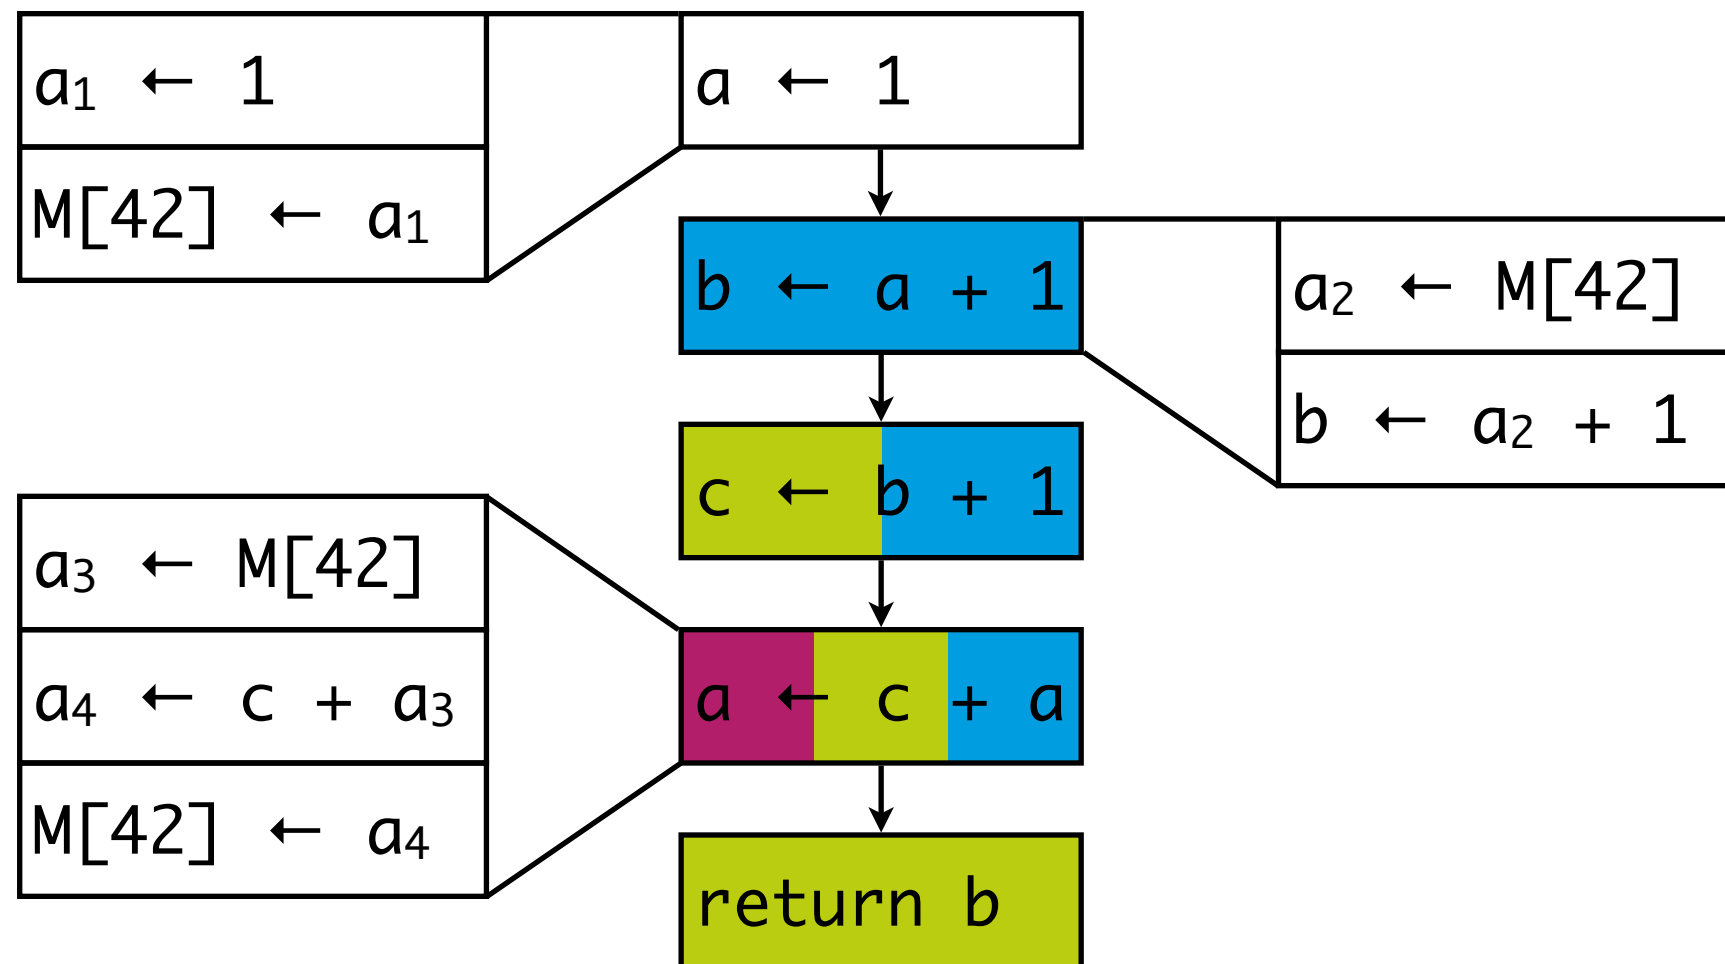 a₁ ← 1
M[42] ← a₁
a ← 1
b ← a + 1
a₂ ← M[42]
b ← a₂ + 1
c ← b + 1
a₃ ← M[42]
a₄ ← c + a₃
M[42] ← a₄
a ← c + a
return b